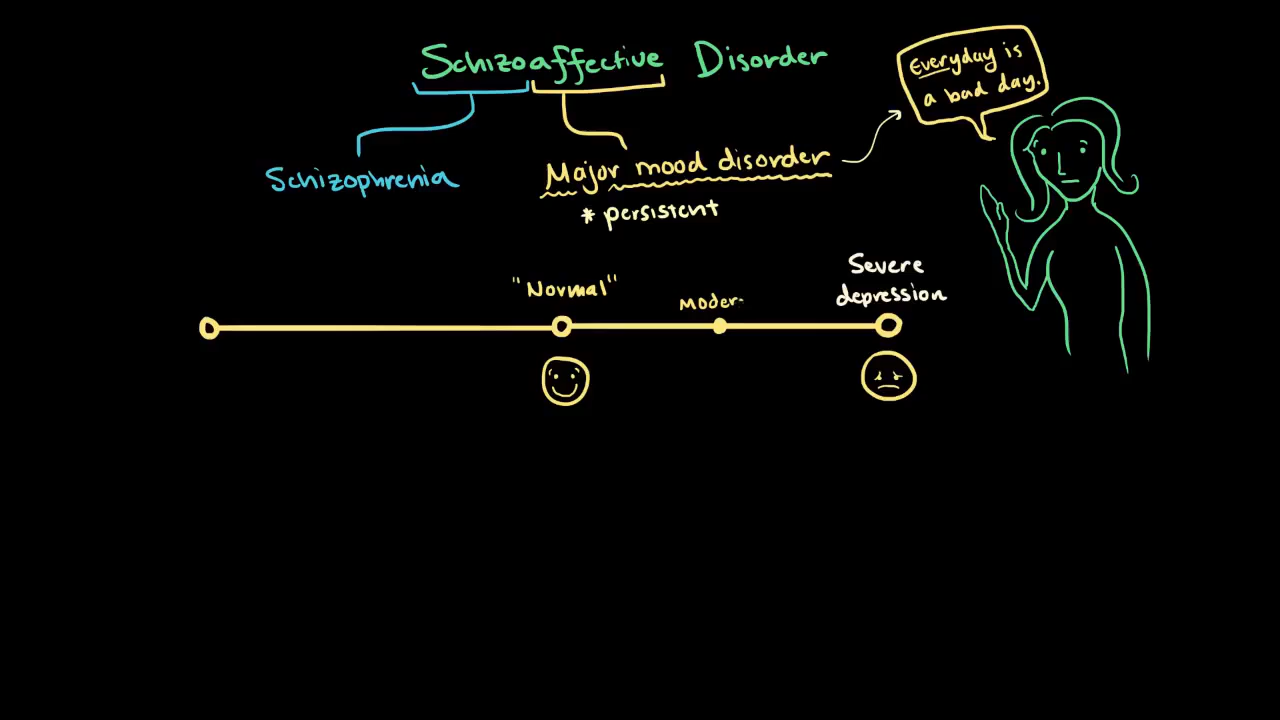 Schizoaffective Disorder
Everyday is
a bad day.
Schizophrenia
Major mood disorder
* persistent
"Normal"
Moder-
Severe
depression